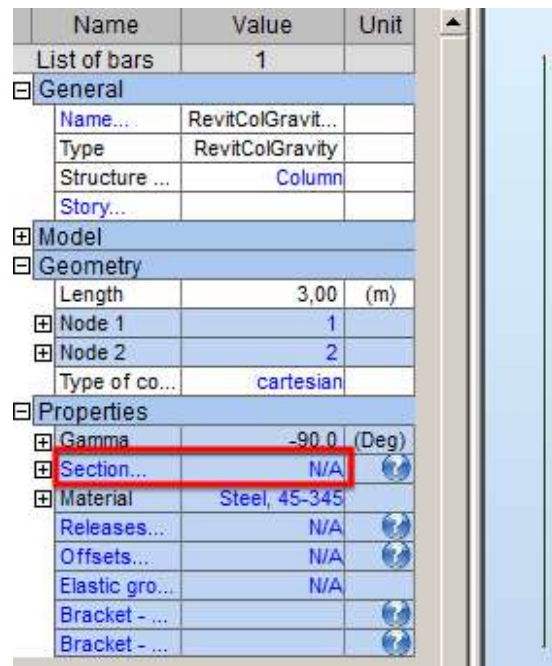 Name Value Unit
List of bars 1
General
Name... RevitColGravit...
Type RevitColGravity
Structure ... Column
Story...
Model
Geometry
Length 3,00 (m)
Node 1 1
Node 2 2
Type of co... cartesian
Properties
Gamma -90.0 (Deg)
Section... N/A
Material Steel, 45-345
Releases... N/A
Offsets... N/A
Elastic gro... N/A
Bracket - ...
Bracket - ...